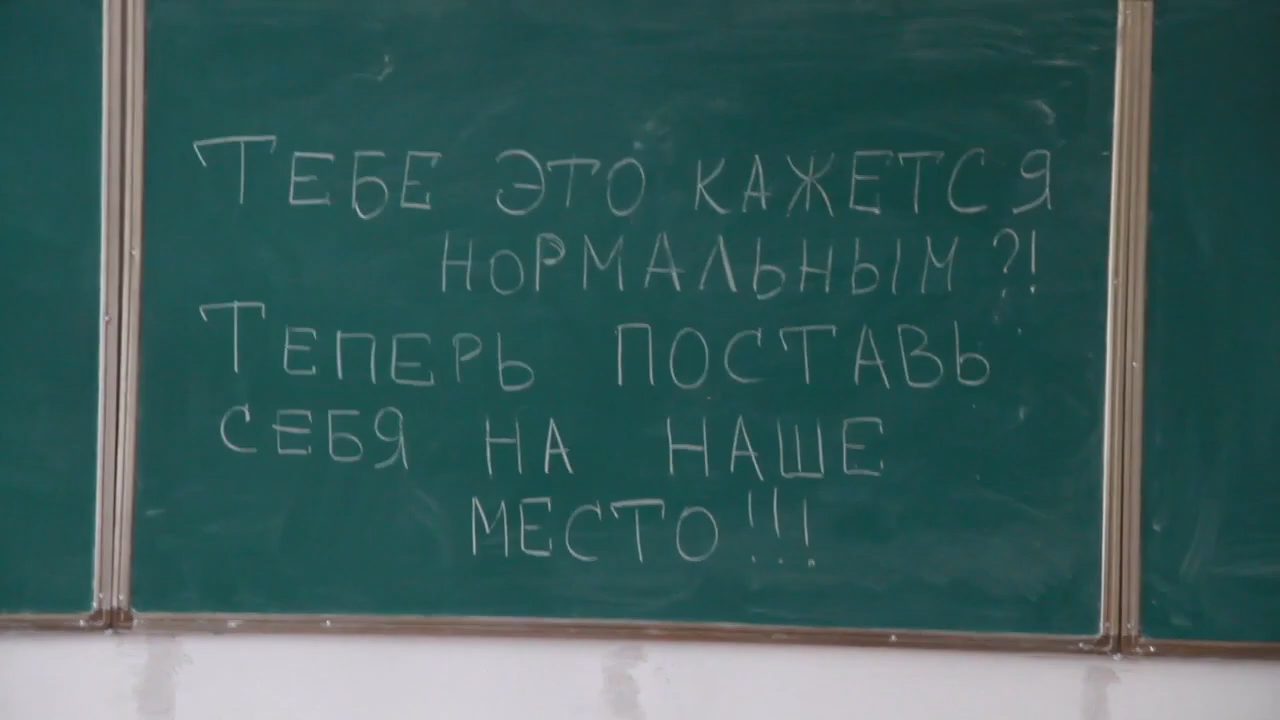 ТЕБЕ ЭТО КАЖЕТСЯ
НОРМАЛЬНЫМ?!
ТЕПЕРЬ ПОСТАВЬ
СЕБЯ НА НАШЕ
МЕСТО!!!